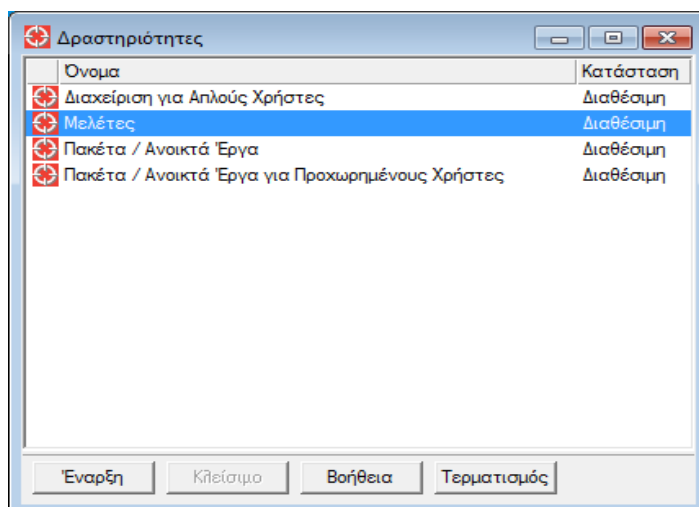 Δραστηριότητες
Όνομα Κατάσταση
Διαχείριση για Απλούς Χρήστες Διαθέσιμη
Μελέτες Διαθέσιμη
Πακέτα / Ανοικτά Έργα Διαθέσιμη
Πακέτα / Ανοικτά Έργα για Προχωρημένους Χρήστες Διαθέσιμη
Έναρξη Κλείσιμο Βοήθεια Τερματισμός